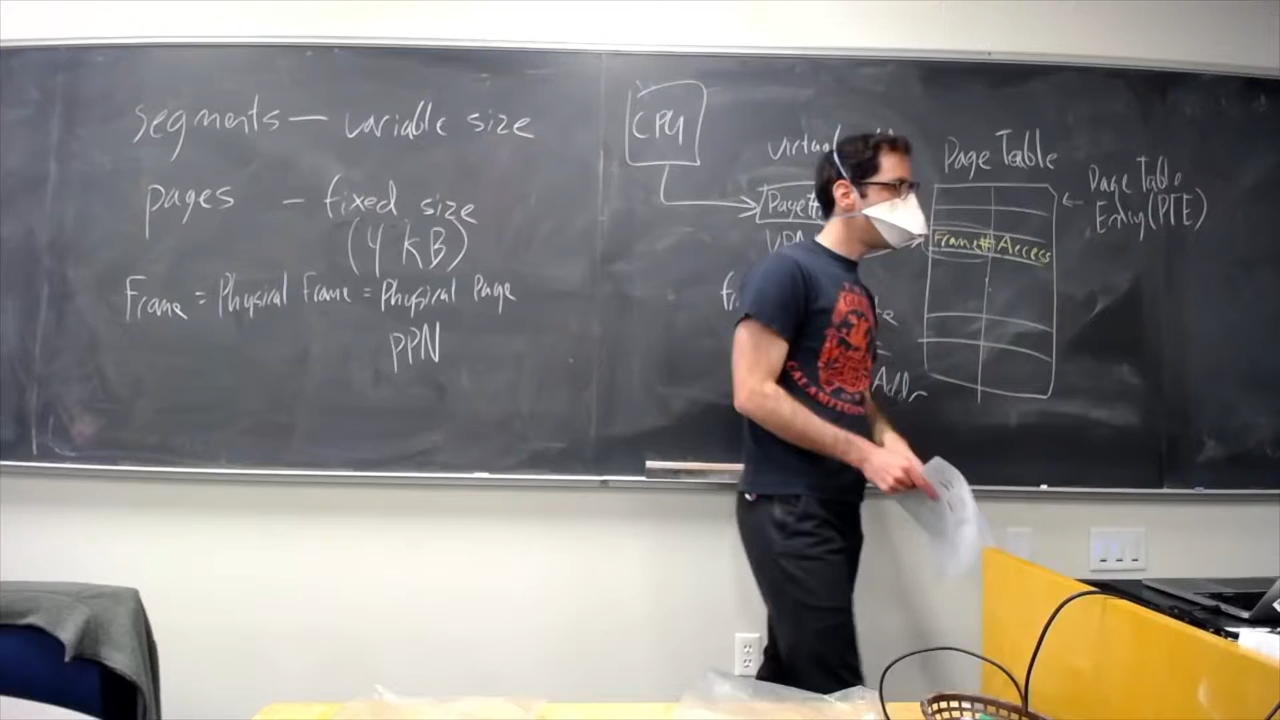 segments — variable size
pages — fixed size
(4 kB)
Frame = Physical Frame = Physical Page
PPN
CPU
Page#
Page Table
Frame# Access
← Page Table
Entry (PTE)
Addr
CALAMITOUS